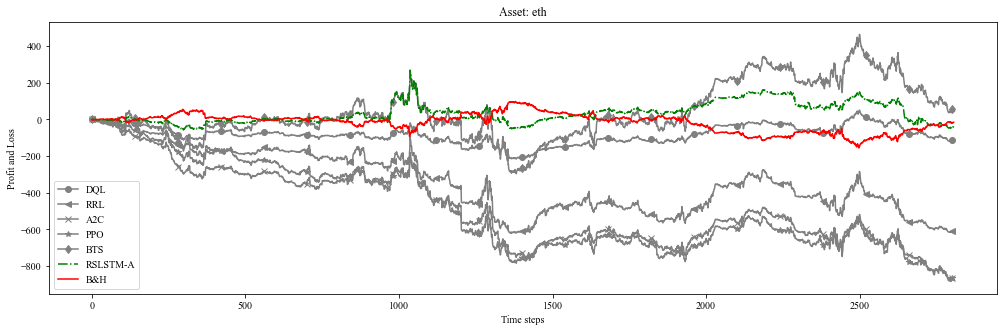 Asset: eth
Profit and Loss
400
200
0
−200
−400
−600
−800
DQL
RRL
A2C
PPO
BTS
RSLSTM-A
B&H
0
500
1000
1500
2000
2500
Time steps